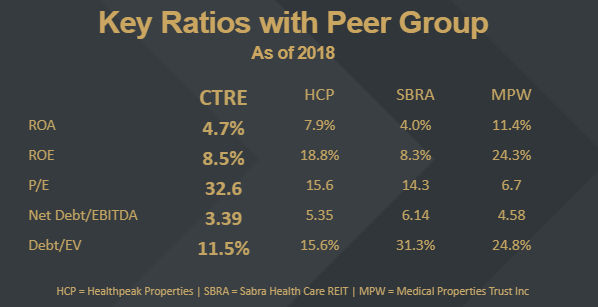 Key Ratios with Peer Group
As of 2018
CTRE HCP SBRA MPW
ROA 4.7% 7.9% 4.0% 11.4%
ROE 8.5% 18.8% 8.3% 24.3%
P/E 32.6 15.6 14.3 6.7
Net Debt/EBITDA 3.39 5.35 6.14 4.58
Debt/EV 11.5% 15.6% 31.3% 24.8%
HCP = Healthpeak Properties | SBRA = Sabra Health Care REIT | MPW = Medical Properties Trust Inc